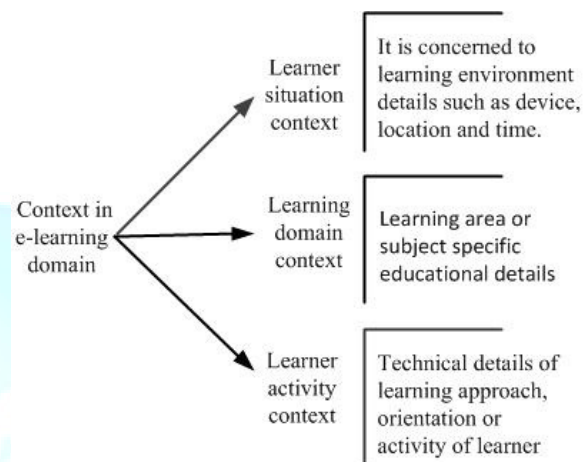 Context in
e-learning
domain
Learner
situation
context
It is concerned to
learning environment
details such as device,
location and time.
Learning
domain
context
Learning area or
subject specific
educational details
Learner
activity
context
Technical details of
learning approach,
orientation or
activity of learner